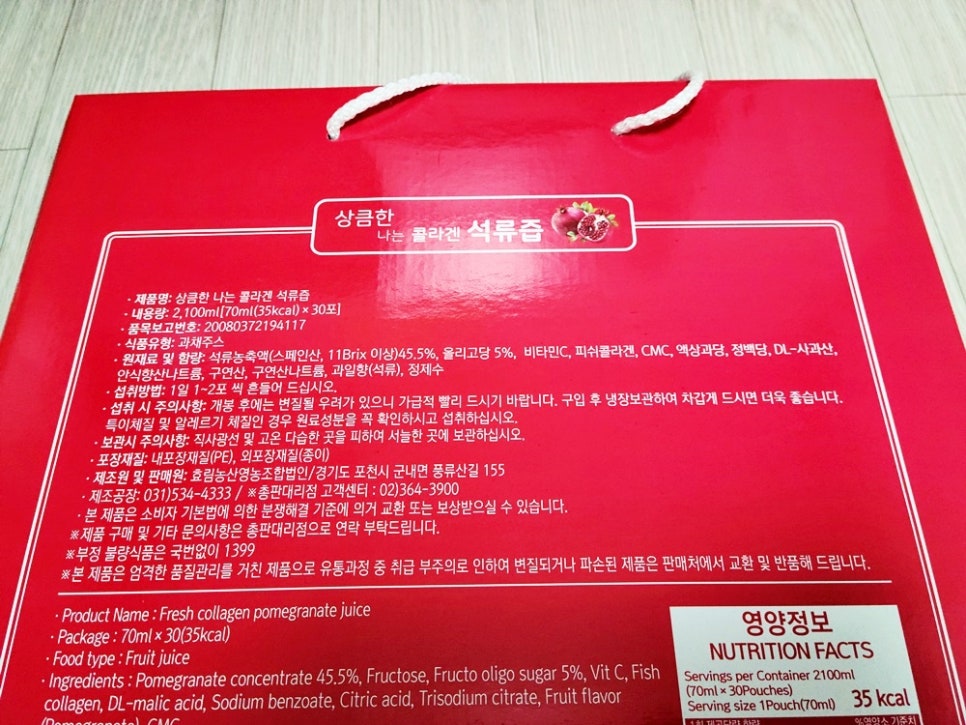 상큼한
나는 콜라겐 석류즙
· 제품명: 상큼한 나는 콜라겐 석류즙
· 내용량: 2,100ml[70ml(35kcal) × 30포]
· 품목보고번호: 20080372194117
· 식품유형: 과채주스
· 원재료 및 함량: 석류농축액(스페인산, 11Brix 이상)45.5%, 올리고당 5%, 비타민C, 피쉬콜라겐, CMC, 액상과당, 정백당, DL-사과산,
안식향산나트륨, 구연산, 구연산나트륨, 과일향(석류), 정제수
· 섭취방법: 1일 1~2포 씩 흔들어 드십시오.
· 섭취 시 주의사항: 개봉 후에는 변질될 우려가 있으니 가급적 빨리 드시기 바랍니다. 구입 후 냉장보관하여 차갑게 드시면 더욱 좋습니다.
특이체질 및 알레르기 체질인 경우 원료성분을 꼭 확인하시고 섭취하십시오.
· 보관시 주의사항: 직사광선 및 고온 다습한 곳을 피하여 서늘한 곳에 보관하십시오.
· 포장재질: 내포장재질(PE), 외포장재질(종이)
· 제조원 및 판매원: 효림농산영농조합법인/경기도 포천시 군내면 풍류산길 155
· 제조공장: 031)534-4333 / ※총판대리점 고객센터 : 02)364-3900
· 본 제품은 소비자 기본법에 의한 분쟁해결 기준에 의거 교환 또는 보상받으실 수 있습니다.
※제품 구매 및 기타 문의사항은 총판대리점으로 연락 부탁드립니다.
※부정 불량식품은 국번없이 1399
※본 제품은 엄격한 품질관리를 거친 제품으로 유통과정 중 취급 부주의로 인하여 변질되거나 파손된 제품은 판매처에서 교환 및 반품해 드립니다.
· Product Name : Fresh collagen pomegranate juice
· Package : 70ml × 30(35kcal)
· Food type : Fruit juice
· Ingredients : Pomegranate concentrate 45.5%, Fructose, Fructo oligo sugar 5%, Vit C, Fish
collagen, DL-malic acid, Sodium benzoate, Citric acid, Trisodium citrate, Fruit flavor
(Pomegranate), CMC
영양정보
NUTRITION FACTS
Servings per Container 2100ml
(70ml × 30Pouches)
Serving size 1Pouch(70ml) 35 kcal
%영양소 기준치